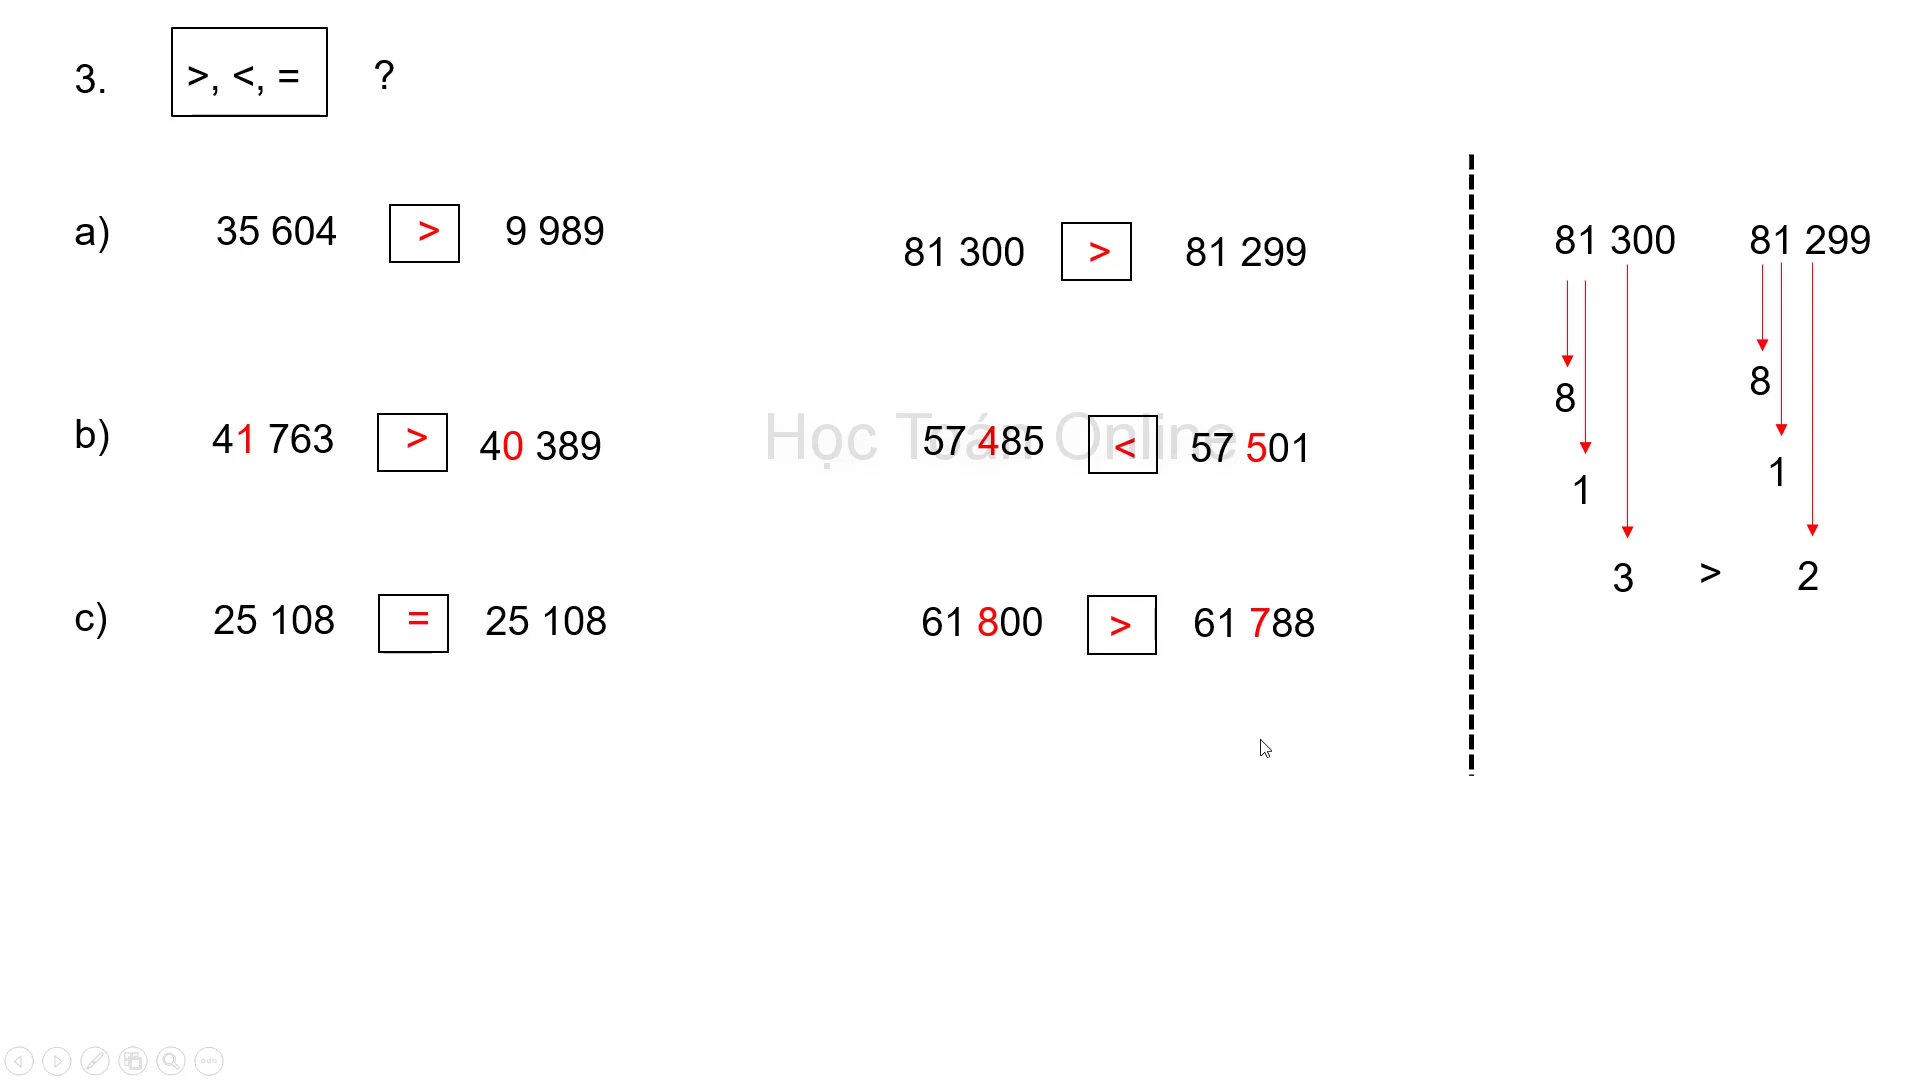 3. >, <, = ?
a) 35 604 > 9 989 81 300 > 81 299
b) 41 763 > 40 389 57 485 < 57 501
c) 25 108 = 25 108 61 800 > 61 788
Học Toán Online
81 300 81 299
8 8
1 1
3 > 2